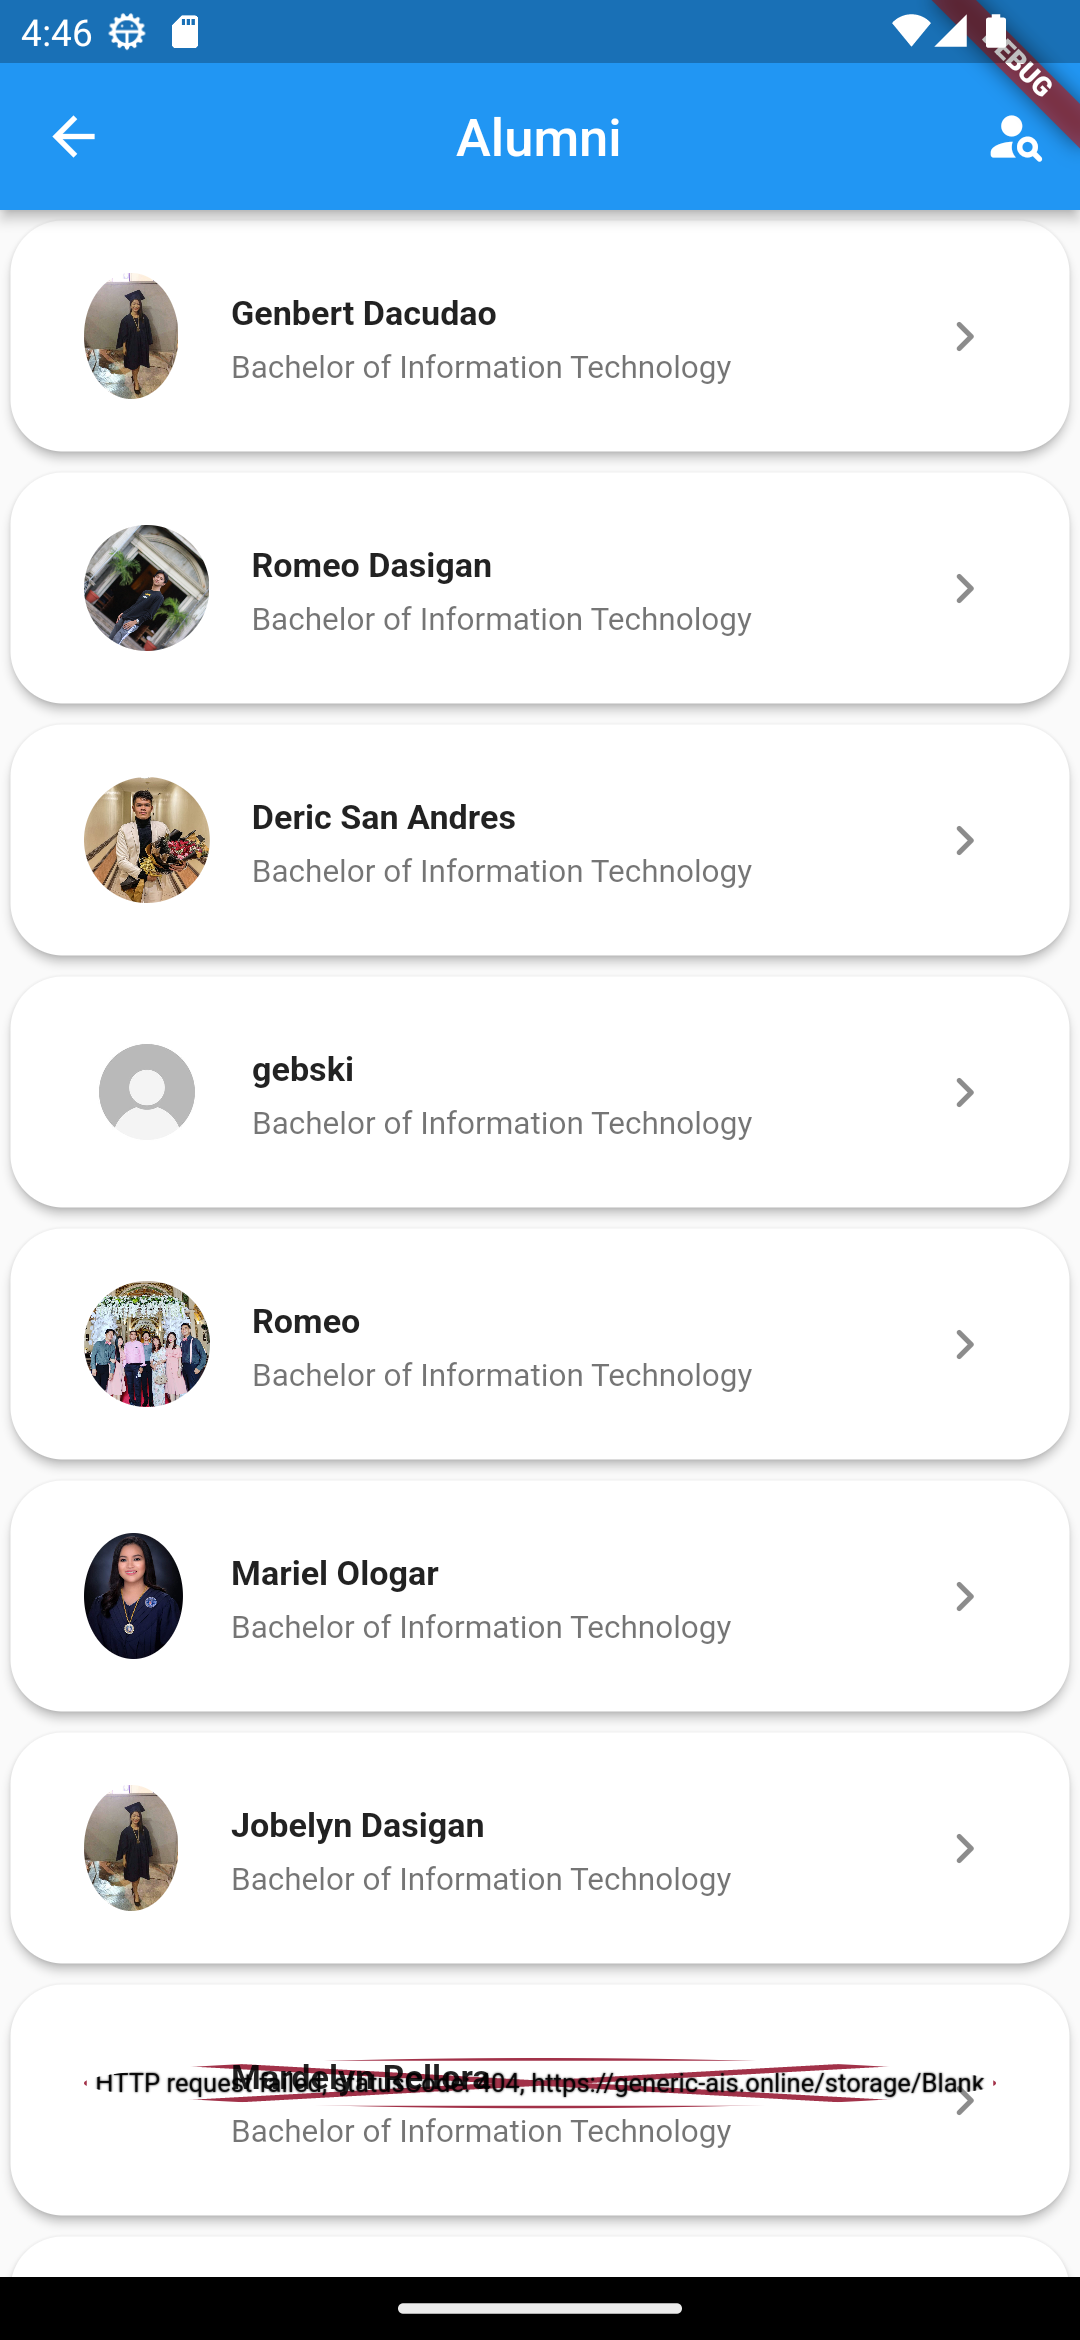 4:46
DEBUG
Alumni
Genbert Dacudao
Bachelor of Information Technology
Romeo Dasigan
Bachelor of Information Technology
Deric San Andres
Bachelor of Information Technology
gebski
Bachelor of Information Technology
Romeo
Bachelor of Information Technology
Mariel Ologar
Bachelor of Information Technology
Jobelyn Dasigan
Bachelor of Information Technology
Mardelyn Rellora
HTTP request failed, statusCode: 404, https://generic-ais.online/storage/Blank
Bachelor of Information Technology